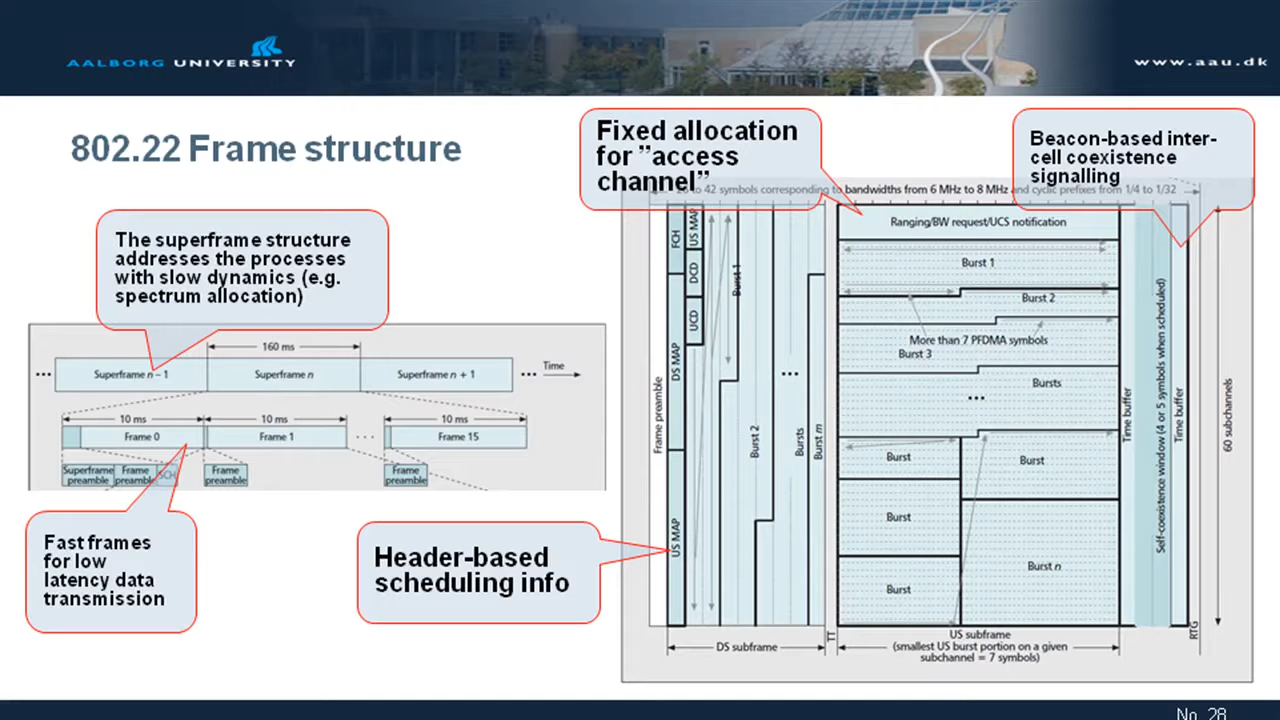 AALBORG UNIVERSITY
www.aau.dk
802.22 Frame structure
Fixed allocation
for ”access
channel”
Beacon-based inter-
cell coexistence
signalling
to 42 symbols corresponding to bandwidths from 6 MHz to 8 MHz and cyclic prefixes from 1/4 to 1/32
The superframe structure
addresses the processes
with slow dynamics (e.g.
spectrum allocation)
160 ms
... Superframe n – 1
Superframe n
Superframe n + 1
... Time
10 ms
10 ms
10 ms
Frame 0
Frame 1
...
Frame 15
Superframe
preamble
Frame
preamble
SCH
Frame
preamble
Frame
preamble
Fast frames
for low
latency data
transmission
Header-based
scheduling info
Frame preamble
FCH
DS MAP
US MAP
US MAP
DCD
UCD
Burst 1
Burst 2
...
Bursts
Burst m
TT
Ranging/BW request/UCS notification
Burst 1
Burst 2
More than 7 PFDMA symbols
Burst 3
Bursts
...
Burst
Burst
Burst
Burst
Burst n
Time buffer
Self-coexistence window (4 or 5 symbols when scheduled)
Time buffer
RTG
60 subchannels
DS subframe
US subframe
(smallest US burst portion on a given
subchannel = 7 symbols)
No. 28